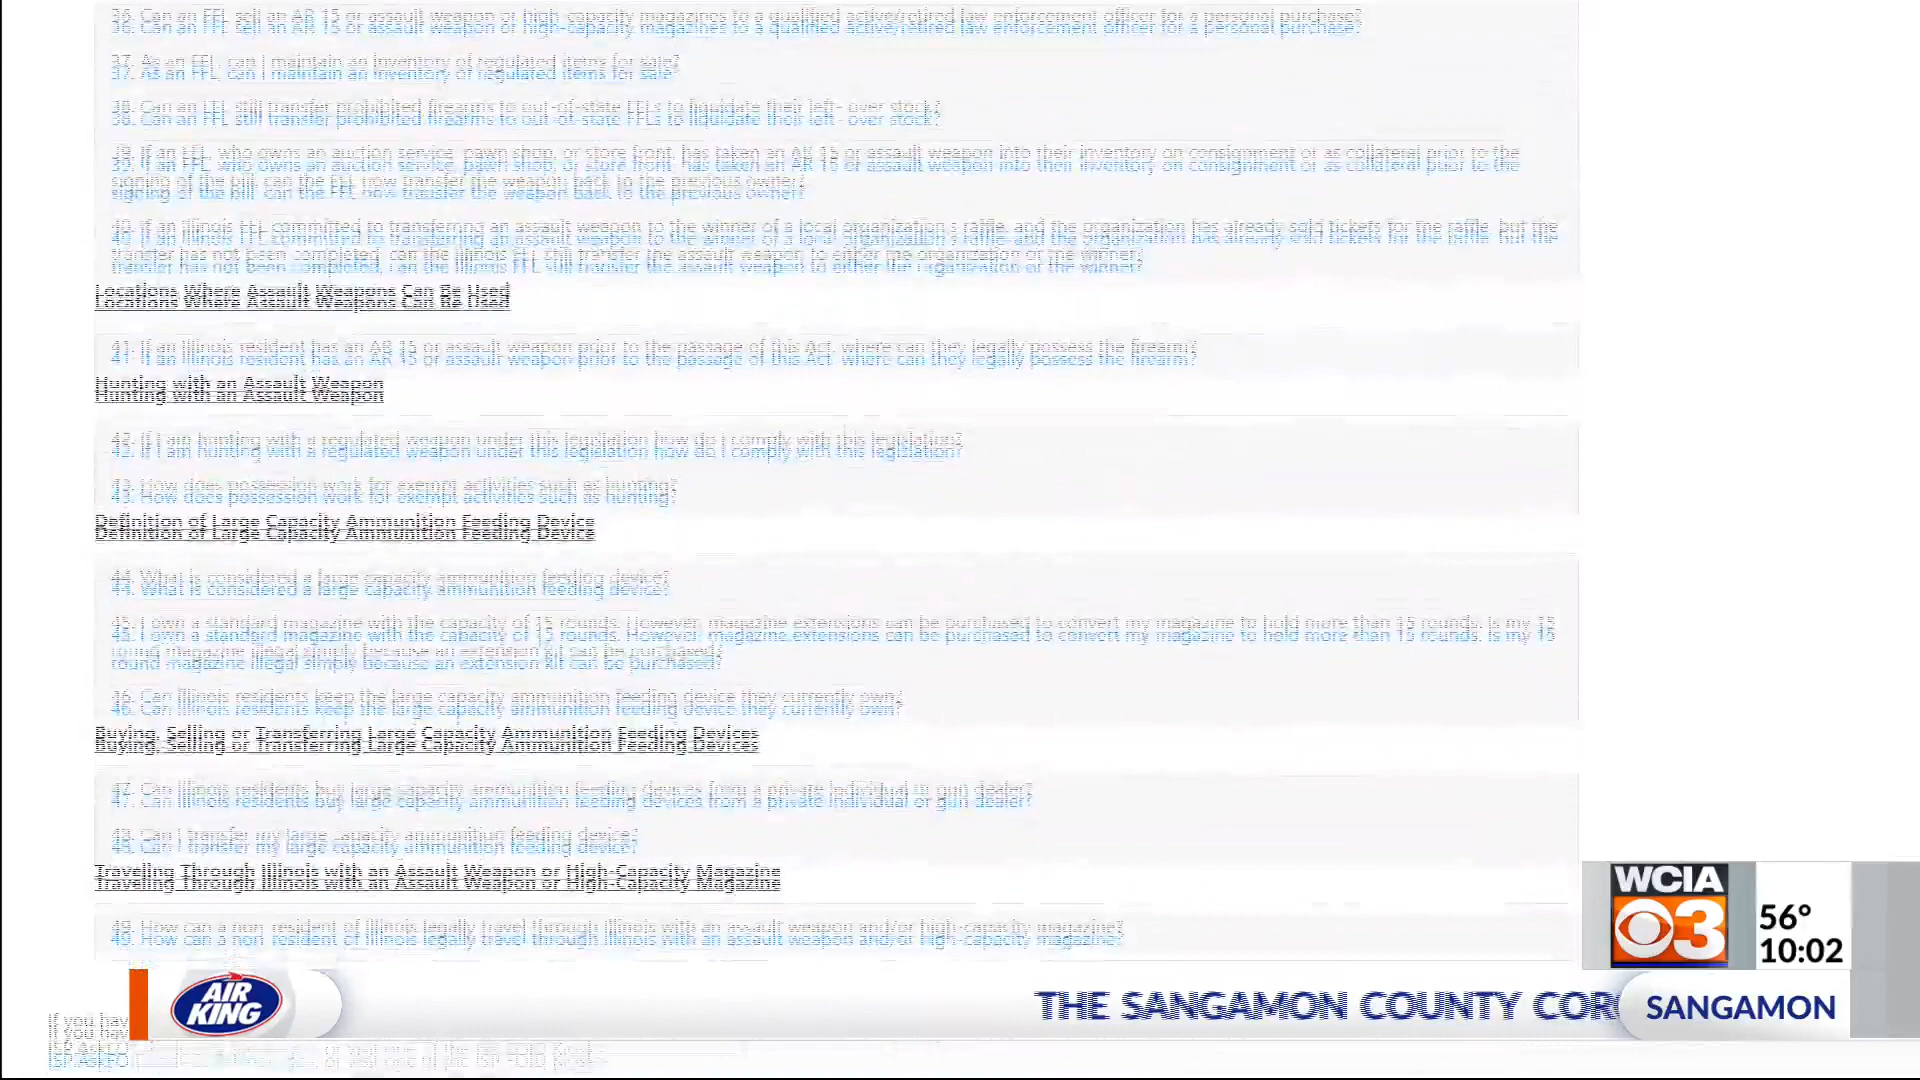 36. Can an FFL sell an AR 15 or assault weapon or high-capacity magazines to a qualified active/retired law enforcement officer for a personal purchase?
37. As an FFL, can I maintain an inventory of regulated items for sale?
38. Can an FFL still transfer prohibited firearms to out-of-state FFLs to liquidate their left- over stock?
39. If an FFL, who owns an auction service, pawn shop, or store front, has taken an AR 15 or assault weapon into their inventory on consignment or as collateral prior to the
signing of the bill, can the FFL now transfer the weapon back to the previous owner?
40. If an Illinois FFL committed to transferring an assault weapon to the winner of a local organization's raffle, and the organization has already sold tickets for the raffle, but the
transfer has not been completed, can the Illinois FFL still transfer the assault weapon to either the organization or the winner?
Locations Where Assault Weapons Can Be Used
41. If an Illinois resident has an AR 15 or assault weapon prior to the passage of this Act, where can they legally possess the firearm?
Hunting with an Assault Weapon
42. If I am hunting with a regulated weapon under this legislation how do I comply with this legislation?
43. How does possession work for exempt activities such as hunting?
Definition of Large Capacity Ammunition Feeding Device
44. What is considered a large capacity ammunition feeding device?
45. I own a standard magazine with the capacity of 15 rounds. However, magazine extensions can be purchased to convert my magazine to hold more than 15 rounds. Is my 15
round magazine illegal simply because an extension kit can be purchased?
46. Can Illinois residents keep the large capacity ammunition feeding device they currently own?
Buying, Selling or Transferring Large Capacity Ammunition Feeding Devices
47. Can Illinois residents buy large capacity ammunition feeding devices from a private individual or gun dealer?
48. Can I transfer my large capacity ammunition feeding device?
Traveling Through Illinois with an Assault Weapon or High-Capacity Magazine
49. How can a non resident of Illinois legally travel through Illinois with an assault weapon and/or high-capacity magazine?
WCIA
3
56°
10:02
AIR
KING
THE SANGAMON COUNTY COR
SANGAMON
If you hav